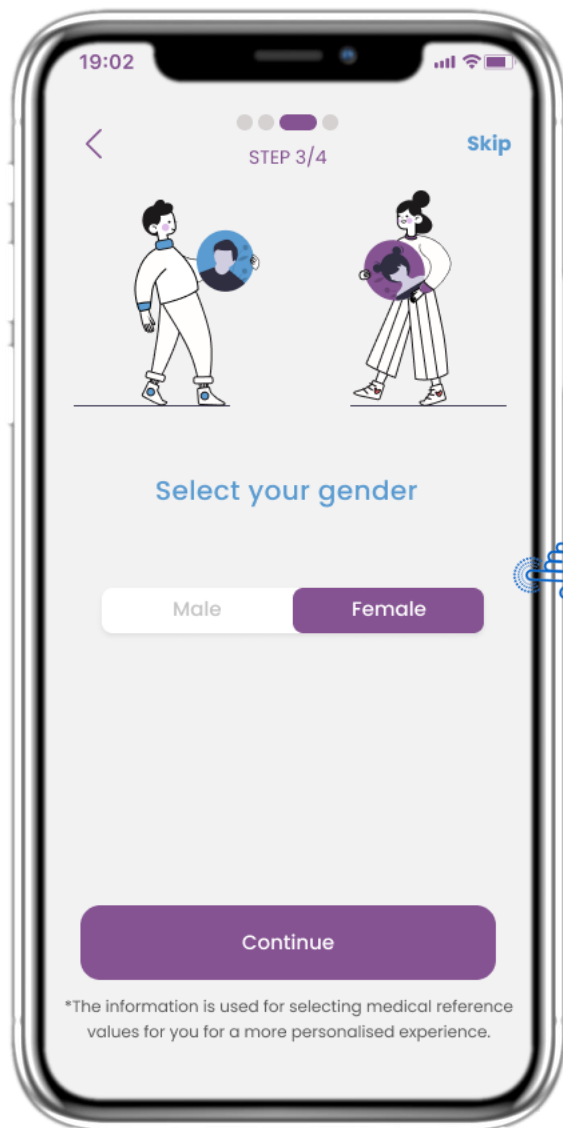 19:02
STEP 3/4
Skip
Select your gender
Male
Female
Continue
*The information is used for selecting medical reference
values for you for a more personalised experience.